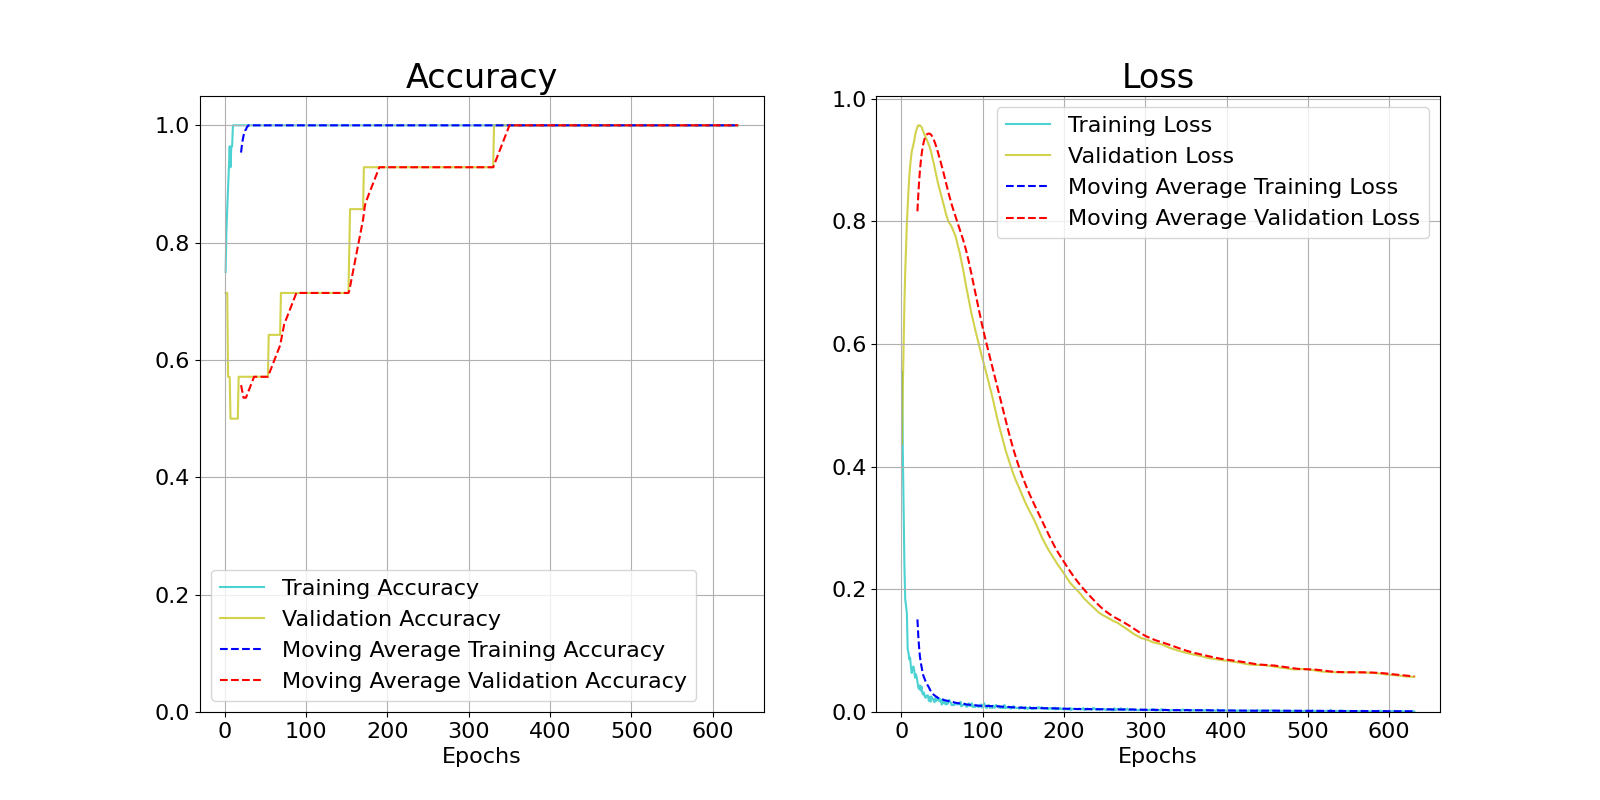 Accuracy
1.0
0.8
0.6
0.4
0.2
0.0
Training Accuracy
Validation Accuracy
Moving Average Training Accuracy
Moving Average Validation Accuracy
0 100 200 300 400 500 600
Epochs
Loss
1.0
0.8
0.6
0.4
0.2
0.0
Training Loss
Validation Loss
Moving Average Training Loss
Moving Average Validation Loss
0 100 200 300 400 500 600
Epochs